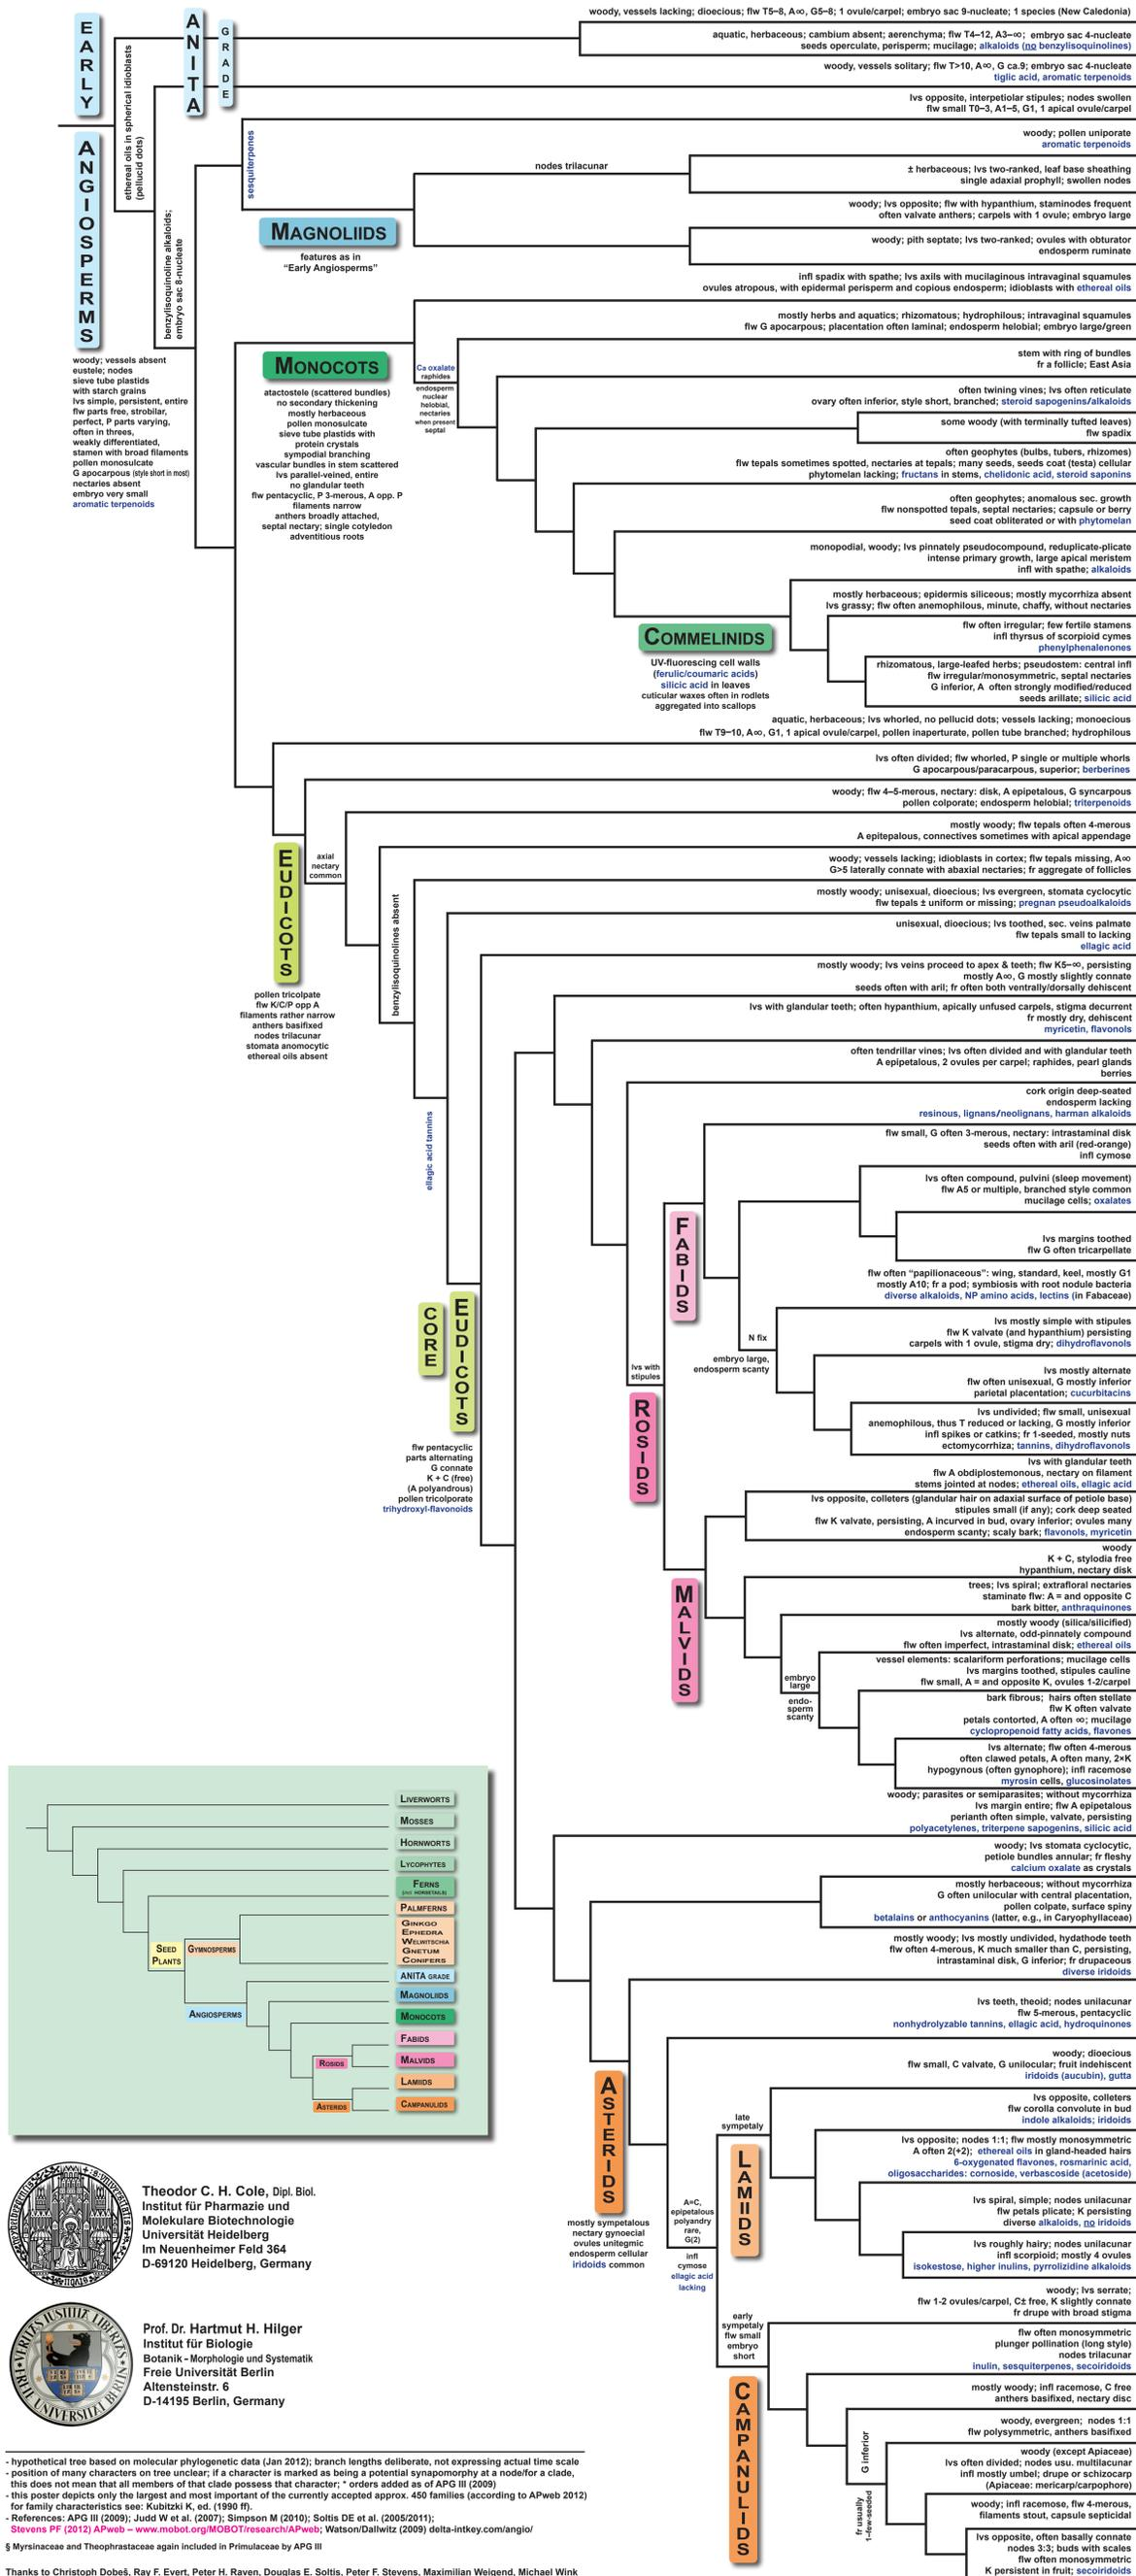 EARLY
ANGIOSPERMS
ANITA
GRADE
woody, vessels lacking; dioecious; flw T5–8, A∞, G5–8; 1 ovule/carpel; embryo sac 9-nucleate; 1 species (New Caledonia)
aquatic, herbaceous; cambium absent; aerenchyma; flw T4–12, A3–∞; embryo sac 4-nucleate
seeds operculate, perisperm; mucilage; alkaloids (no benzylisoquinolines)
woody, vessels solitary; flw T>10, A∞, G ca.9; embryo sac 4-nucleate
tiglic acid, aromatic terpenoids
lvs opposite, interpetiolar stipules; nodes swollen
flw small T0–3, A1–5, G1, 1 apical ovule/carpel
ethereal oils in spherical idioblasts
(pellucid dots)
benzylisoquinoline alkaloids;
embryo sac 8-nucleate
sesquiterpenes
woody; pollen uniporate
aromatic terpenoids
nodes trilacunar
± herbaceous; lvs two-ranked, leaf base sheathing
single adaxial prophyll; swollen nodes
woody; lvs opposite; flw with hypanthium, staminodes frequent
often valvate anthers; carpels with 1 ovule; embryo large
woody; pith septate; lvs two-ranked; ovules with obturator
endosperm ruminate
MAGNOLIIDS
features as in
“Early Angiosperms”
infl spadix with spathe; lvs axils with mucilaginous intravaginal squamules
ovules atropous, with epidermal perisperm and copious endosperm; idioblasts with ethereal oils
mostly herbs and aquatics; rhizomatous; hydrophilous; intravaginal squamules
flw G apocarpous; placentation often laminal; endosperm helobial; embryo large/green
stem with ring of bundles
fr a follicle; East Asia
often twining vines; lvs often reticulate
ovary often inferior, style short, branched; steroid sapogenins/alkaloids
some woody (with terminally tufted leaves)
flw spadix
often geophytes (bulbs, tubers, rhizomes)
flw tepals sometimes spotted, nectaries at tepals; many seeds, seeds coat (testa) cellular
phytomelan lacking; fructans in stems, chelidonic acid, steroid saponins
often geophytes; anomalous sec. growth
flw nonspotted tepals, septal nectaries; capsule or berry
seed coat obliterated or with phytomelan
monopodial, woody; lvs pinnately pseudocompound, reduplicate-plicate
intense primary growth, large apical meristem
infl with spathe; alkaloids
mostly herbaceous; epidermis siliceous; mostly mycorrhiza absent
lvs grassy; flw often anemophilous, minute, chaffy, without nectaries
flw often irregular; few fertile stamens
infl thyrsus of scorpioid cymes
phenylphenalenones
rhizomatous, large-leafed herbs; pseudostem: central infl
flw irregular/monosymmetric, septal nectaries
G inferior, A often strongly modified/reduced
seeds arillate; silicic acid
woody; vessels absent
eustele; nodes
sieve tube plastids
with starch grains
lvs simple, persistent, entire
flw parts free, strobilar,
perfect, P parts varying,
often in threes,
weakly differentiated,
stamen with broad filaments
pollen monosulcate
G apocarpous (style short in most)
nectaries absent
embryo very small
aromatic terpenoids
MONOCOTS
atactostele (scattered bundles)
no secondary thickening
mostly herbaceous
pollen monosulcate
sieve tube plastids with
protein crystals
sympodial branching
vascular bundles in stem scattered
lvs parallel-veined, entire
no glandular teeth
flw pentacyclic, P 3-merous, A opp. P
filaments narrow
anthers broadly attached,
septal nectary; single cotyledon
adventitious roots
Ca oxalate
raphides
endosperm
nuclear
helobial,
nectaries
when present
septal
COMMELINIDS
UV-fluorescing cell walls
(ferulic/coumaric acids)
silicic acid in leaves
cuticular waxes often in rodlets
aggregated into scallops
aquatic, herbaceous; lvs whorled, no pellucid dots; vessels lacking; monoecious
flw T9–10, A∞, G1, 1 apical ovule/carpel, pollen inaperturate, pollen tube branched; hydrophilous
lvs often divided; flw whorled, P single or multiple whorls
G apocarpous/paracarpous, superior; berberines
woody; flw 4–5-merous, nectary: disk, A epipetalous, G syncarpous
pollen colporate; endosperm helobial; triterpenoids
mostly woody; flw tepals often 4-merous
A epitepalous, connectives sometimes with apical appendage
woody; vessels lacking; idioblasts in cortex; flw tepals missing, A∞
G>5 laterally connate with abaxial nectaries; fr aggregate of follicles
mostly woody; unisexual, dioecious; lvs evergreen, stomata cyclocytic
flw tepals ± uniform or missing; pregnan pseudoalkaloids
unisexual, dioecious; lvs toothed, sec. veins palmate
flw tepals small to lacking
ellagic acid
mostly woody; lvs veins proceed to apex & teeth; flw K5–∞, persisting
mostly A∞, G mostly slightly connate
seeds often with aril; fr often both ventrally/dorsally dehiscent
EUDICOTS
axial
nectary
common
benzylisoquinolines absent
pollen tricolpate
flw K/C/P opp A
filaments rather narrow
anthers basifixed
nodes trilacunar
stomata anomocytic
ethereal oils absent
ellagic acid tannins
lvs with glandular teeth; often hypanthium, apically unfused carpels, stigma decurrent
fr mostly dry, dehiscent
myricetin, flavonols
often tendrillar vines; lvs often divided and with glandular teeth
A epipetalous, 2 ovules per carpel; raphides, pearl glands
berries
cork origin deep-seated
endosperm lacking
resinous, lignans/neolignans, harman alkaloids
flw small, G often 3-merous, nectary: intrastaminal disk
seeds often with aril (red-orange)
infl cymose
lvs often compound, pulvini (sleep movement)
flw A5 or multiple, branched style common
mucilage cells; oxalates
lvs margins toothed
flw G often tricarpellate
flw often “papilionaceous”: wing, standard, keel, mostly G1
mostly A10; fr a pod; symbiosis with root nodule bacteria
diverse alkaloids, NP amino acids, lectins (in Fabaceae)
lvs mostly simple with stipules
flw K valvate (and hypanthium) persisting
carpels with 1 ovule, stigma dry; dihydroflavonols
lvs mostly alternate
flw often unisexual, G mostly inferior
parietal placentation; cucurbitacins
lvs undivided; flw small, unisexual
anemophilous, thus T reduced or lacking, G mostly inferior
infl spikes or catkins; fr 1-seeded, mostly nuts
ectomycorrhiza; tannins, dihydroflavonols
FABIDS
N fix
embryo large,
endosperm scanty
lvs with
stipules
ROSIDS
CORE
EUDICOTS
flw pentacyclic
parts alternating
G connate
K + C (free)
(A polyandrous)
pollen tricolporate
trihydroxyl-flavonoids
lvs with glandular teeth
flw A obdiplostemonous, nectary on filament
stems jointed at nodes; ethereal oils, ellagic acid
lvs opposite, colleters (glandular hair on adaxial surface of petiole base)
stipules small (if any); cork deep seated
flw K valvate, persisting, A incurved in bud, ovary inferior; ovules many
endosperm scanty; scaly bark; flavonols, myricetin
woody
K + C, stylodia free
hypanthium, nectary disk
trees; lvs spiral; extrafloral nectaries
staminate flw: A = and opposite C
bark bitter, anthraquinones
mostly woody (silica/silicified)
lvs alternate, odd-pinnately compound
flw often imperfect, intrastaminal disk; ethereal oils
vessel elements: scalariform perforations; mucilage cells
lvs margins toothed, stipules cauline
flw small, A = and opposite K, ovules 1-2/carpel
bark fibrous; hairs often stellate
flw K often valvate
petals contorted, A often ∞; mucilage
cyclopropenoid fatty acids, flavones
lvs alternate; flw often 4-merous
often clawed petals, A often many, 2×K
hypogynous (often gynophore); infl racemose
myrosin cells, glucosinolates
MALVIDS
embryo
large
endo-
sperm
scanty
woody; parasites or semiparasites; without mycorrhiza
lvs margin entire; flw A epipetalous
perianth often simple, valvate, persisting
polyacetylenes, triterpene sapogenins, silicic acid
woody; lvs stomata cyclocytic,
petiole bundles annular; fr fleshy
calcium oxalate as crystals
mostly herbaceous; without mycorrhiza
G often unilocular with central placentation,
pollen colpate, surface spiny
betalains or anthocyanins (latter, e.g., in Caryophyllaceae)
mostly woody; lvs mostly undivided, hydathode teeth
flw often 4-merous, K much smaller than C, persisting,
intrastaminal disk, G inferior; fr drupaceous
diverse iridoids
lvs teeth, theoid; nodes unilacunar
flw 5-merous, pentacyclic
nonhydrolyzable tannins, ellagic acid, hydroquinones
woody; dioecious
flw small, C valvate, G unilocular; fruit indehiscent
iridoids (aucubin), gutta
lvs opposite, colleters
flw corolla convolute in bud
indole alkaloids; iridoids
lvs opposite; nodes 1:1; flw mostly monosymmetric
A often 2(+2); ethereal oils in gland-headed hairs
6-oxygenated flavones, rosmarinic acid,
oligosaccharides: cornoside, verbascoside (acetoside)
lvs spiral, simple; nodes unilacunar
flw petals plicate; K persisting
diverse alkaloids, no iridoids
lvs roughly hairy; nodes unilacunar
infl scorpioid; mostly 4 ovules
isokestose, higher inulins, pyrrolizidine alkaloids
woody; lvs serrate;
flw 1-2 ovules/carpel, C± free, K slightly connate
fr drupe with broad stigma
flw often monosymmetric
plunger pollination (long style)
nodes trilacunar
inulin, sesquiterpenes, secoiridoids
mostly woody; infl racemose, C free
anthers basifixed, nectary disc
woody, evergreen; nodes 1:1
flw polysymmetric, anthers basifixed
woody (except Apiaceae)
lvs often divided; nodes usu. multilacunar
infl mostly umbel; drupe or schizocarp
(Apiaceae: mericarp/carpophore)
woody; infl racemose, flw 4-merous,
filaments stout, capsule septicidal
lvs opposite, often basally connate
nodes 3:3; buds with scales
flw often monosymmetric
K persistent in fruit; secoiridoids
ASTERIDS
mostly sympetalous
nectary gynoecial
ovules unitegmic
endosperm cellular
iridoids common
A=C,
epipetalous
polyandry
rare,
G(2)
infl
cymose
ellagic acid
lacking
late
sympetaly
LAMIIDS
early
sympetaly
flw small
embryo
short
CAMPANULIDS
G inferior
fr usually
1–few-seeded
LIVERWORTS
MOSSES
HORNWORTS
LYCOPHYTES
FERNS
(incl. HORSETAILS)
PALMFERNS
GINKGO
EPHEDRA
WELWITSCHIA
GNETUM
CONIFERS
SEED
PLANTS
GYMNOSPERMS
ANITA GRADE
MAGNOLIIDS
ANGIOSPERMS
MONOCOTS
FABIDS
ROSIDS
MALVIDS
LAMIIDS
ASTERIDS
CAMPANULIDS
Theodor C. H. Cole, Dipl. Biol.
Institut für Pharmazie und
Molekulare Biotechnologie
Universität Heidelberg
Im Neuenheimer Feld 364
D-69120 Heidelberg, Germany
Prof. Dr. Hartmut H. Hilger
Institut für Biologie
Botanik - Morphologie und Systematik
Freie Universität Berlin
Altensteinstr. 6
D-14195 Berlin, Germany
- hypothetical tree based on molecular phylogenetic data (Jan 2012); branch lengths deliberate, not expressing actual time scale
- position of many characters on tree unclear; if a character is marked as being a potential synapomorphy at a node/for a clade,
this does not mean that all members of that clade possess that character; * orders added as of APG III (2009)
- this poster depicts only the largest and most important of the currently accepted approx. 450 families (according to APweb 2012)
for family characteristics see: Kubitzki K, ed. (1990 ff).
- References: APG III (2009); Judd W et al. (2007); Simpson M (2010); Soltis DE et al. (2005/2011);
Stevens PF (2012) APweb – www.mobot.org/MOBOT/research/APweb; Watson/Dallwitz (2009) delta-intkey.com/angio/
§ Myrsinaceae and Theophrastaceae again included in Primulaceae by APG III
Thanks to Christoph Dobeš, Ray F. Evert, Peter H. Raven, Douglas E. Soltis, Peter F. Stevens, Maximilian Weigend, Michael Wink